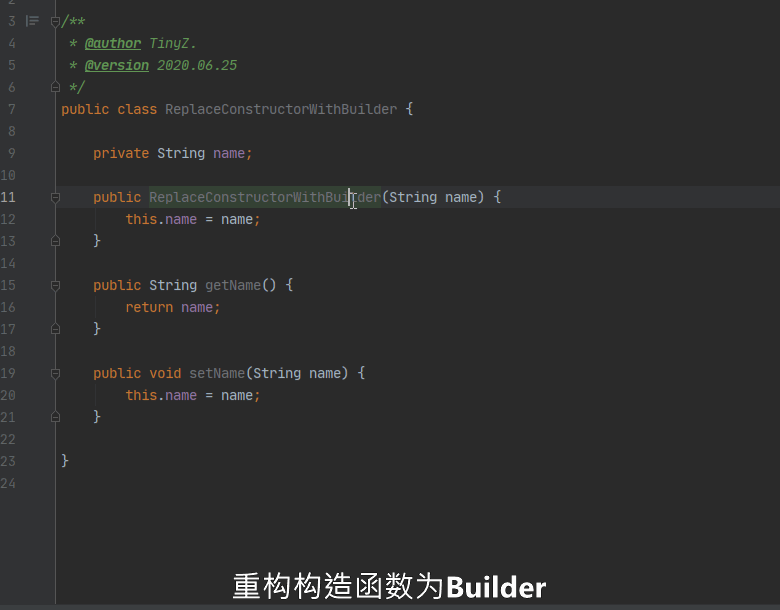 2
3 /**
4  * @author TinyZ.
5  * @version 2020.06.25
6  */
7 public class ReplaceConstructorWithBuilder {
8
9     private String name;
10
11     public ReplaceConstructorWithBuilder(String name) {
12         this.name = name;
13     }
14
15     public String getName() {
16         return name;
17     }
18
19     public void setName(String name) {
20         this.name = name;
21     }
22
23 }
24
重构构造函数为Builder